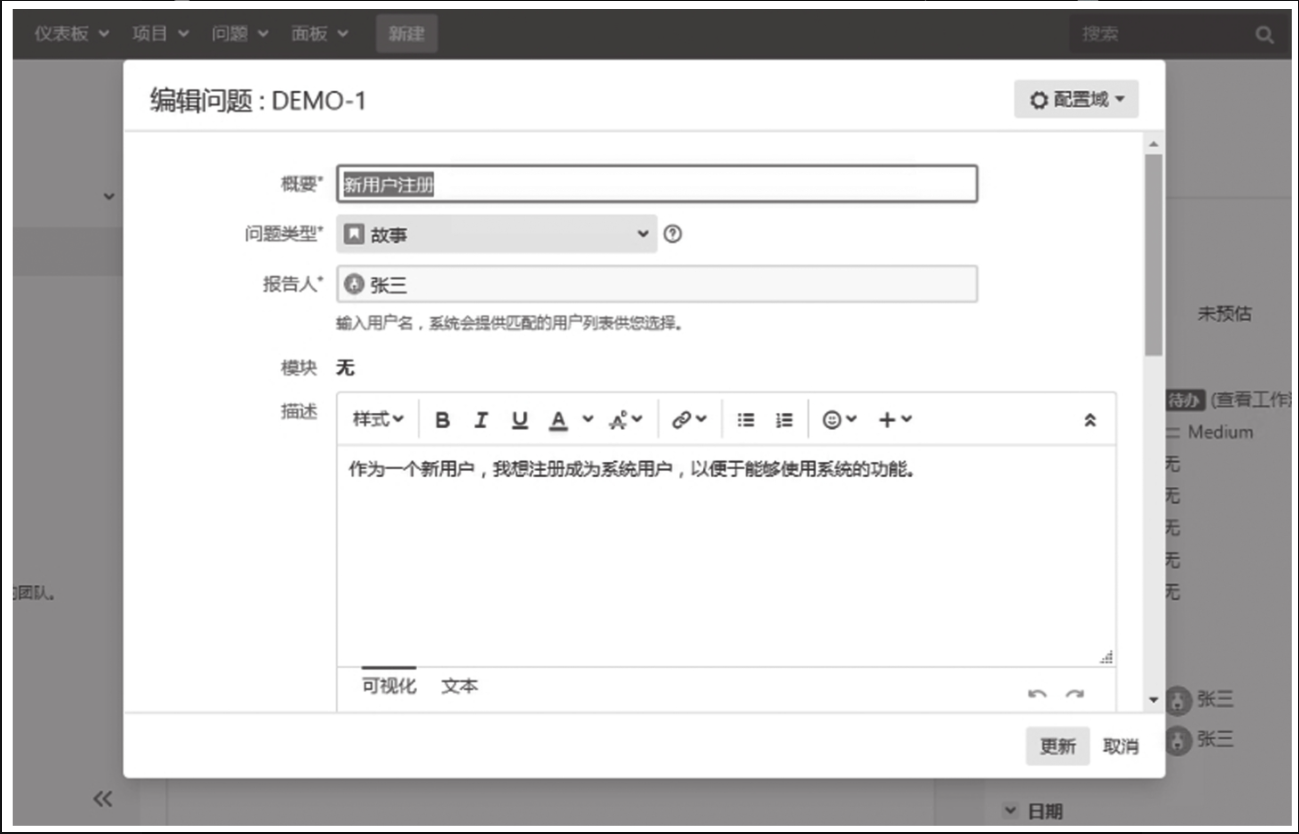 仪表板 项目 问题 面板 新建 搜索
编辑问题 : DEMO-1 配置域
概要* 新用户注册
问题类型* 故事
报告人* 张三
输入用户名，系统会提供匹配的用户列表供您选择。
模块 无
描述
样式 B I U A
作为一个新用户，我想注册成为系统用户，以便于能够使用系统的功能。
可视化 文本
更新 取消
未预估
待办 (查看工作
Medium
无
无
无
无
无
的团队。
张三
张三
日期